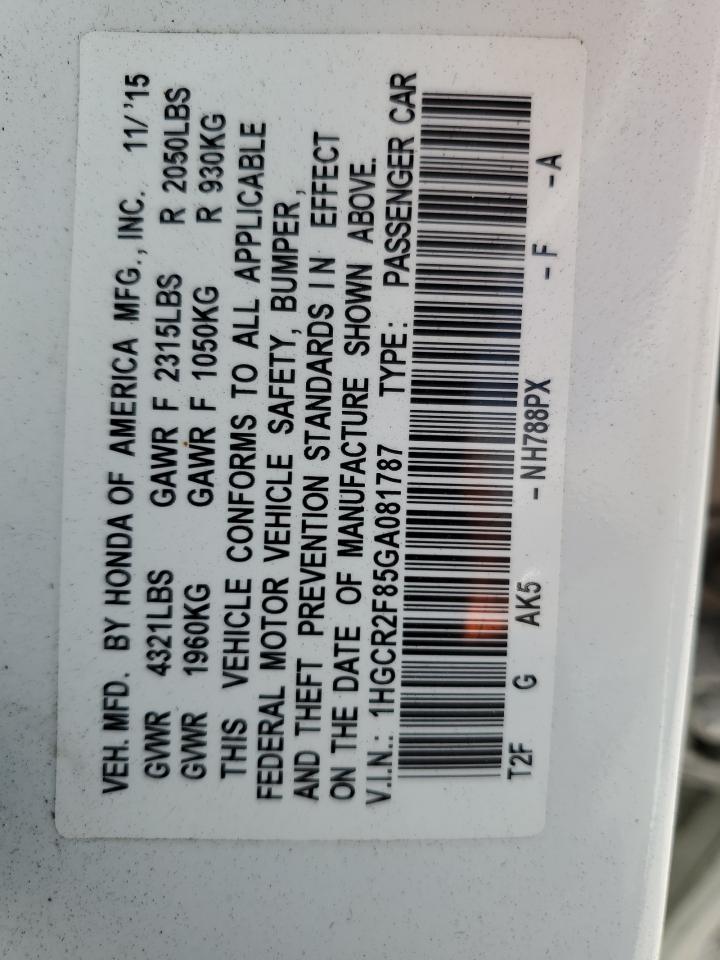 VEH. MFD. BY HONDA OF AMERICA MFG., INC. 11/'15
GVWR 4321LBS GAWR F 2315LBS R 2050LBS
GVWR 1960KG GAWR F 1050KG R 930KG
THIS VEHICLE CONFORMS TO ALL APPLICABLE
FEDERAL MOTOR VEHICLE SAFETY, BUMPER,
AND THEFT PREVENTION STANDARDS IN EFFECT
ON THE DATE OF MANUFACTURE SHOWN ABOVE.
V.I.N.: 1HGCR2F85GA081787 TYPE: PASSENGER CAR
T2F G AK5 -NH788PX -F -A